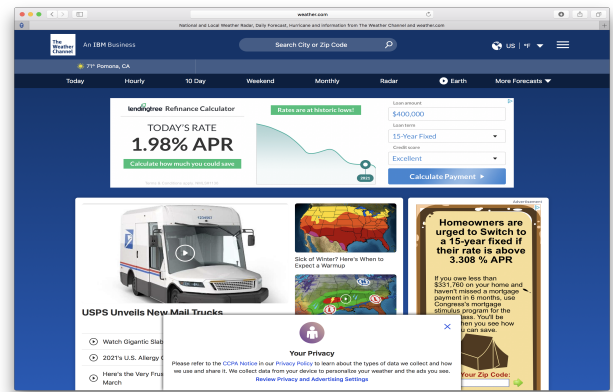 weather.com
National and Local Weather Radar, Daily Forecast, Hurricane and information from The Weather Channel and weather.com
The
Weather
Channel
An IBM Business
Search City or Zip Code
US | °F
71° Pomona, CA
Today Hourly 10 Day Weekend Monthly Radar Earth More Forecasts
lendingtree Refinance Calculator
TODAY'S RATE
1.98% APR
Calculate how much you could save
Rates are at historic lows!
2021
Loan amount
$400,000
Loan term
15-Year Fixed
Credit score
Excellent
Calculate Payment
USPS Unveils New Mail Trucks
Watch Gigantic Slab
2021's U.S. Allergy
Here's the Very Frus
March
Sick of Winter? Here's When to
Expect a Warmup
Advertisement
Homeowners are
urged to Switch to
a 15-year fixed if
their rate is above
3.308 % APR
If you owe less than
$331,760 on your home and
haven't missed a mortgage
payment in 6 months, use
Congress's mortgage
stimulus program for the
lass. You'll be
hen you see how
u can save.
Your Zip Code:
Your Privacy
Please refer to the CCPA Notice in our Privacy Policy to learn about the types of data we collect and how
we use and share it. We collect data from your device to personalize your weather and the ads you see.
Review Privacy and Advertising Settings